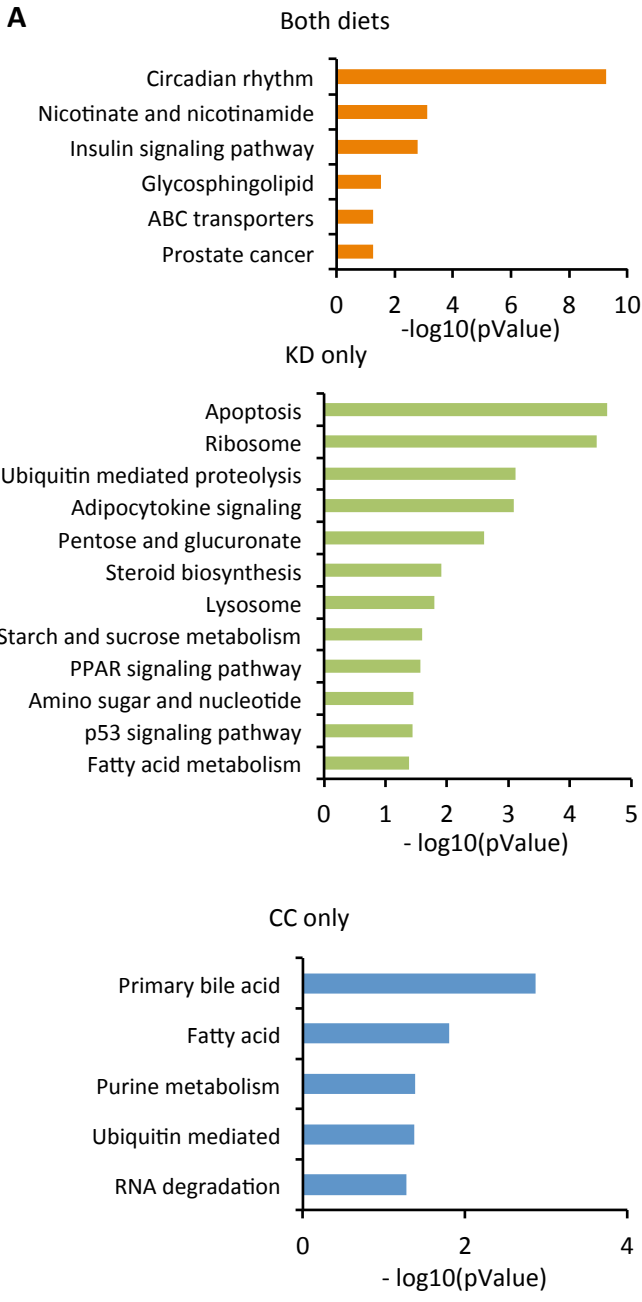 A
Both diets
Circadian rhythm
Nicotinate and nicotinamide
Insulin signaling pathway
Glycosphingolipid
ABC transporters
Prostate cancer
0 2 4 6 8 10
-log10(pValue)
KD only
Apoptosis
Ribosome
Ubiquitin mediated proteolysis
Adipocytokine signaling
Pentose and glucuronate
Steroid biosynthesis
Lysosome
Starch and sucrose metabolism
PPAR signaling pathway
Amino sugar and nucleotide
p53 signaling pathway
Fatty acid metabolism
0 1 2 3 4 5
- log10(pValue)
CC only
Primary bile acid
Fatty acid
Purine metabolism
Ubiquitin mediated
RNA degradation
0 2 4
- log10(pValue)